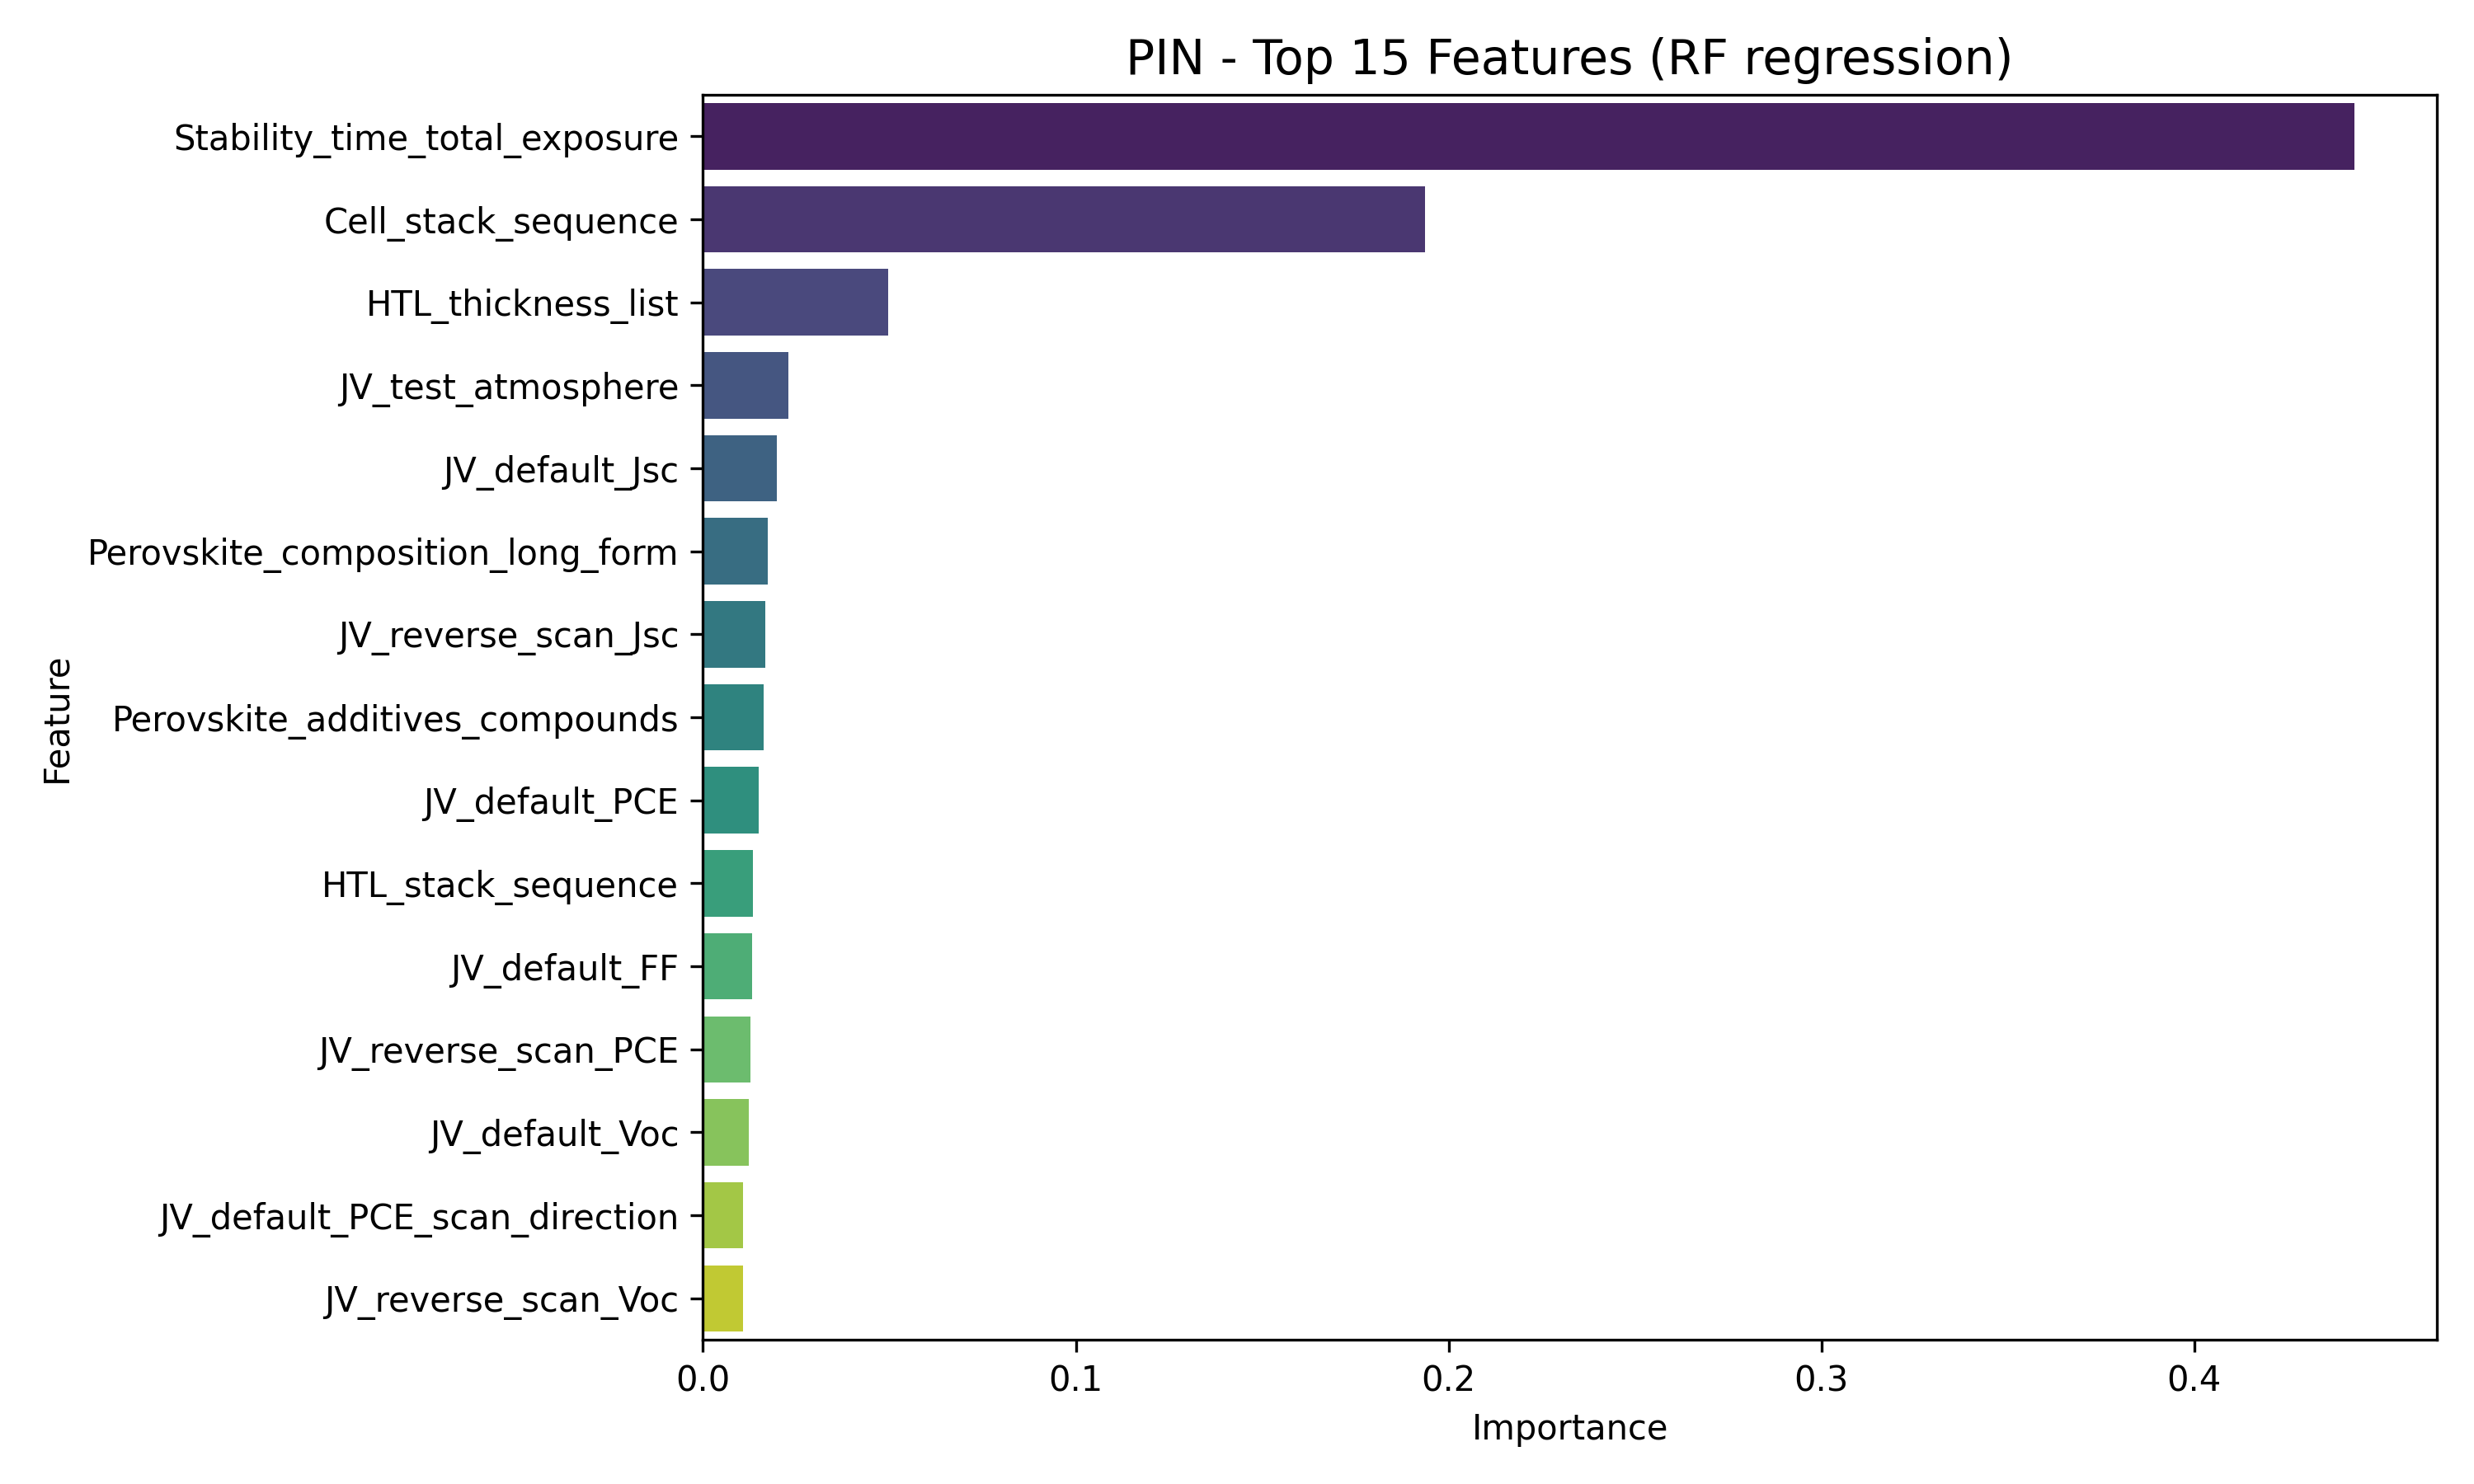 PIN - Top 15 Features (RF regression)
Feature
Stability_time_total_exposure
Cell_stack_sequence
HTL_thickness_list
JV_test_atmosphere
JV_default_Jsc
Perovskite_composition_long_form
JV_reverse_scan_Jsc
Perovskite_additives_compounds
JV_default_PCE
HTL_stack_sequence
JV_default_FF
JV_reverse_scan_PCE
JV_default_Voc
JV_default_PCE_scan_direction
JV_reverse_scan_Voc
0.0 0.1 0.2 0.3 0.4
Importance